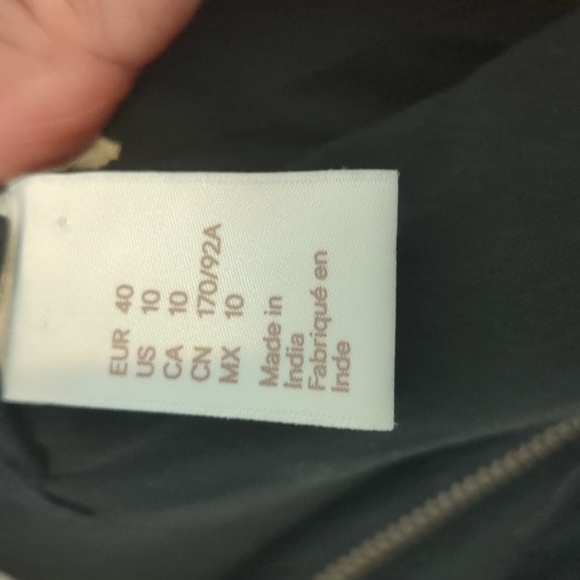 EUR 40
US 10
CA 10
CN 170/92A
MX 10
Made in
India
Fabriqué en
Inde